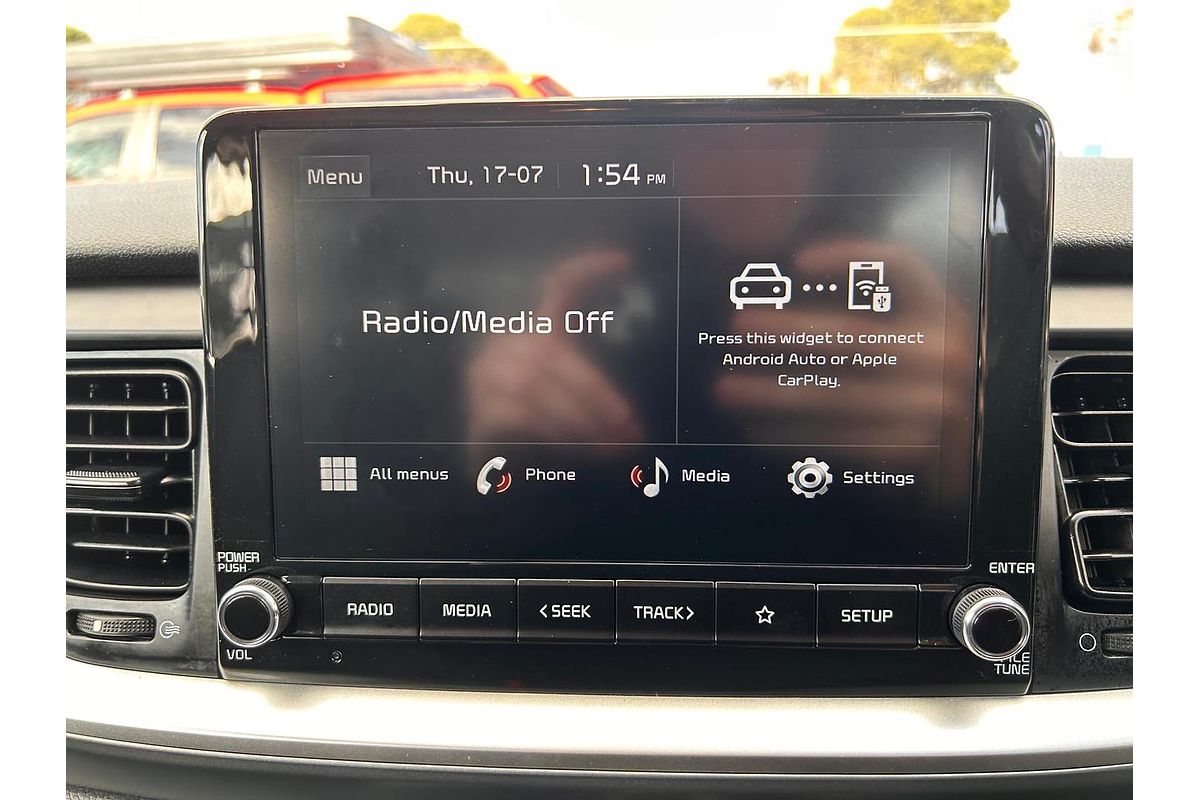 Menu
Thu, 17-07
1:54 PM
Radio/Media Off
Press this widget to connect
Android Auto or Apple
CarPlay.
All menus
Phone
Media
Settings
POWER
PUSH
VOL
RADIO
MEDIA
<SEEK
TRACK>
SETUP
ENTER
TUNE